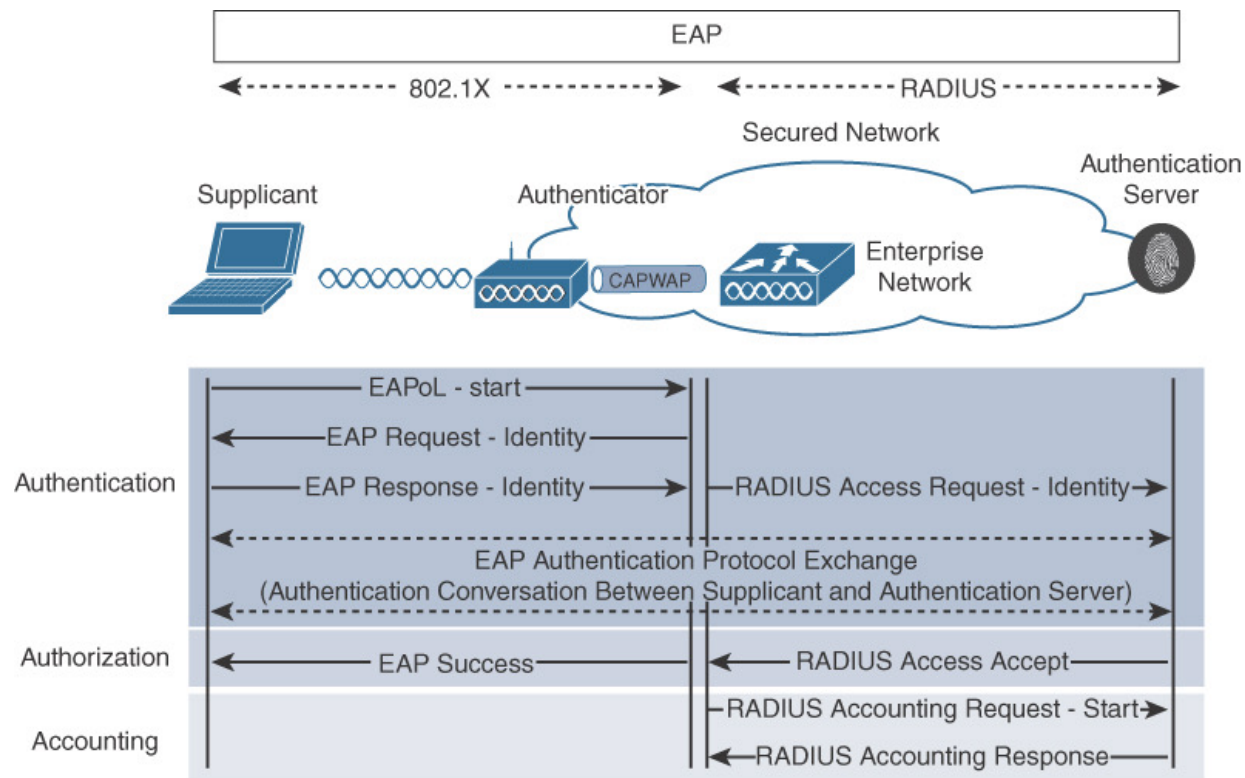 EAP
802.1X
RADIUS
Secured Network
Supplicant
Authenticator
Authentication
Server
CAPWAP
Enterprise
Network
EAPoL - start
EAP Request - Identity
Authentication
EAP Response - Identity
RADIUS Access Request - Identity
EAP Authentication Protocol Exchange
(Authentication Conversation Between Supplicant and Authentication Server)
Authorization
EAP Success
RADIUS Access Accept
RADIUS Accounting Request - Start
Accounting
RADIUS Accounting Response